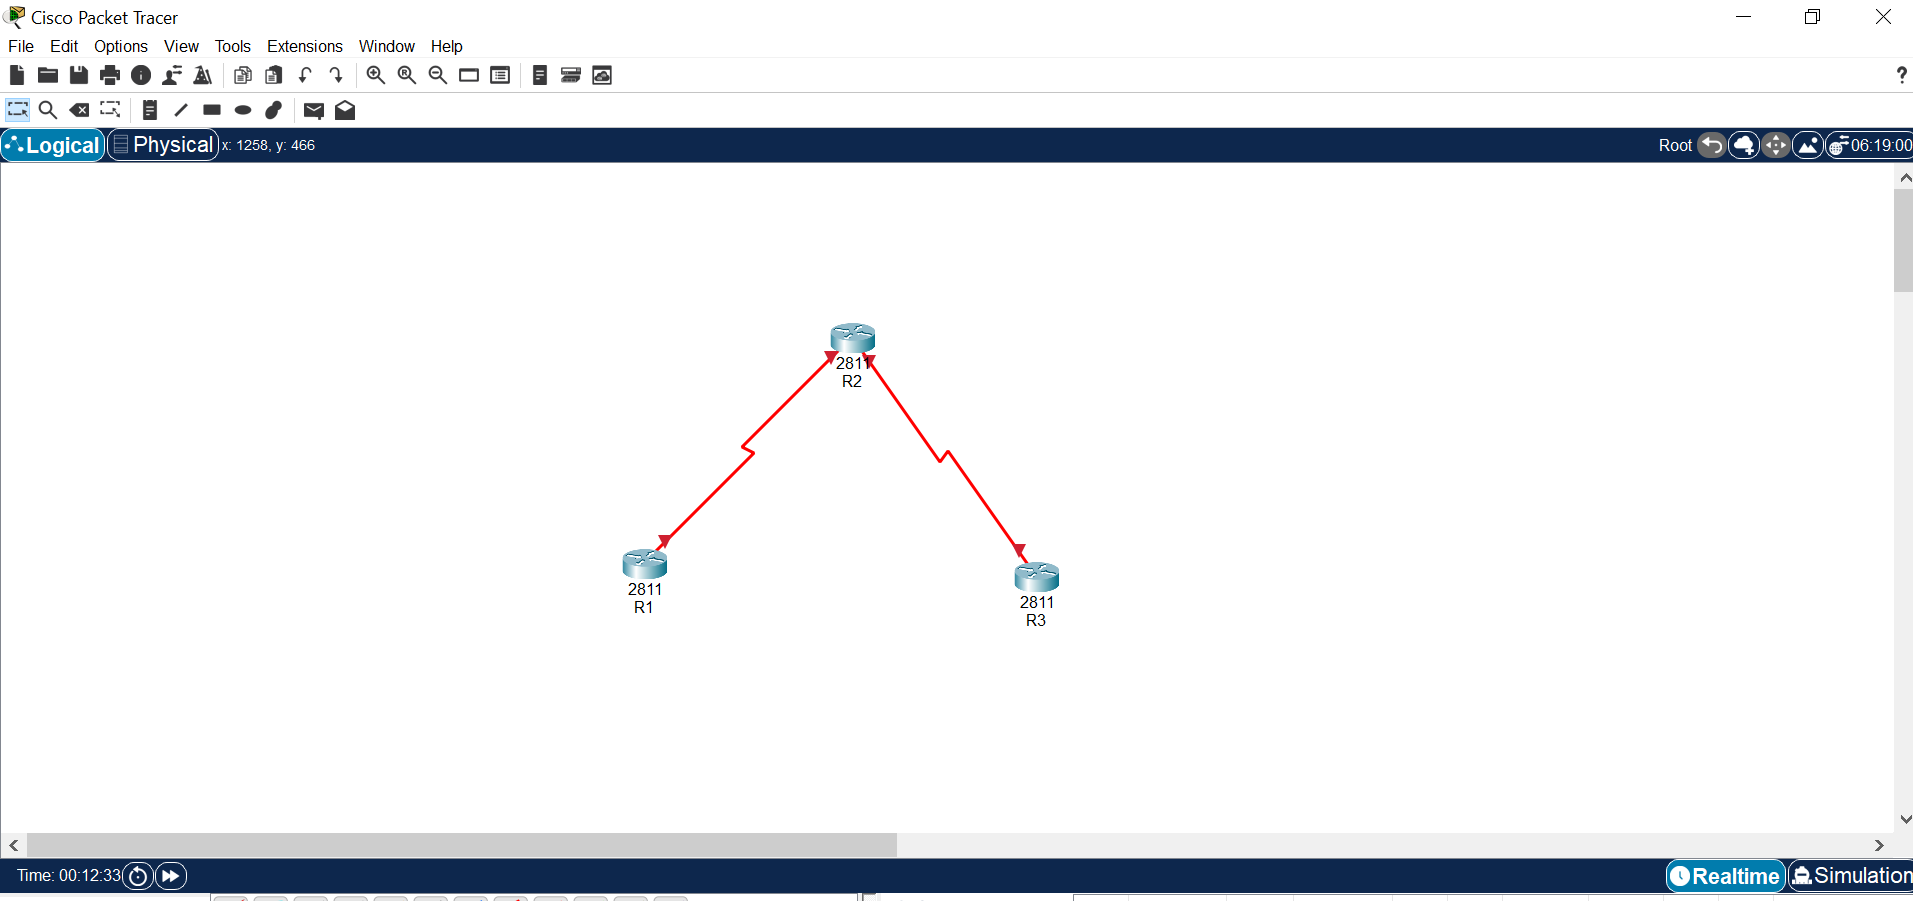 Cisco Packet Tracer
File Edit Options View Tools Extensions Window Help
?
Logical Physical x: 1258, y: 466 Root 06:19:00
2811
R2
2811
R1
2811
R3
Time: 00:12:33 Realtime Simulation